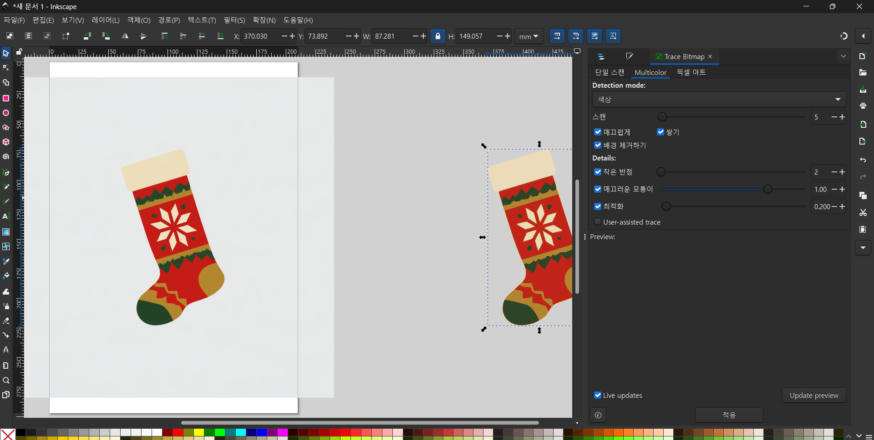 *새 문서 1 - Inkscape
파일(F) 편집(E) 보기(V) 레이어(L) 객체(O) 경로(P) 텍스트(T) 필터(S) 확장(N) 도움말(H)
X: 370.030 Y: 73.892 W: 87.281 H: 149.057 mm
Trace Bitmap
단일 스캔 Multicolor 픽셀 아트
Detection mode:
색상
스캔 5
매끄럽게 쌓기
배경 제거하기
Details:
작은 반점 2
매끄러운 모퉁이 1.00
최적화 0.200
User-assisted trace
Preview:
Live updates Update preview
적용